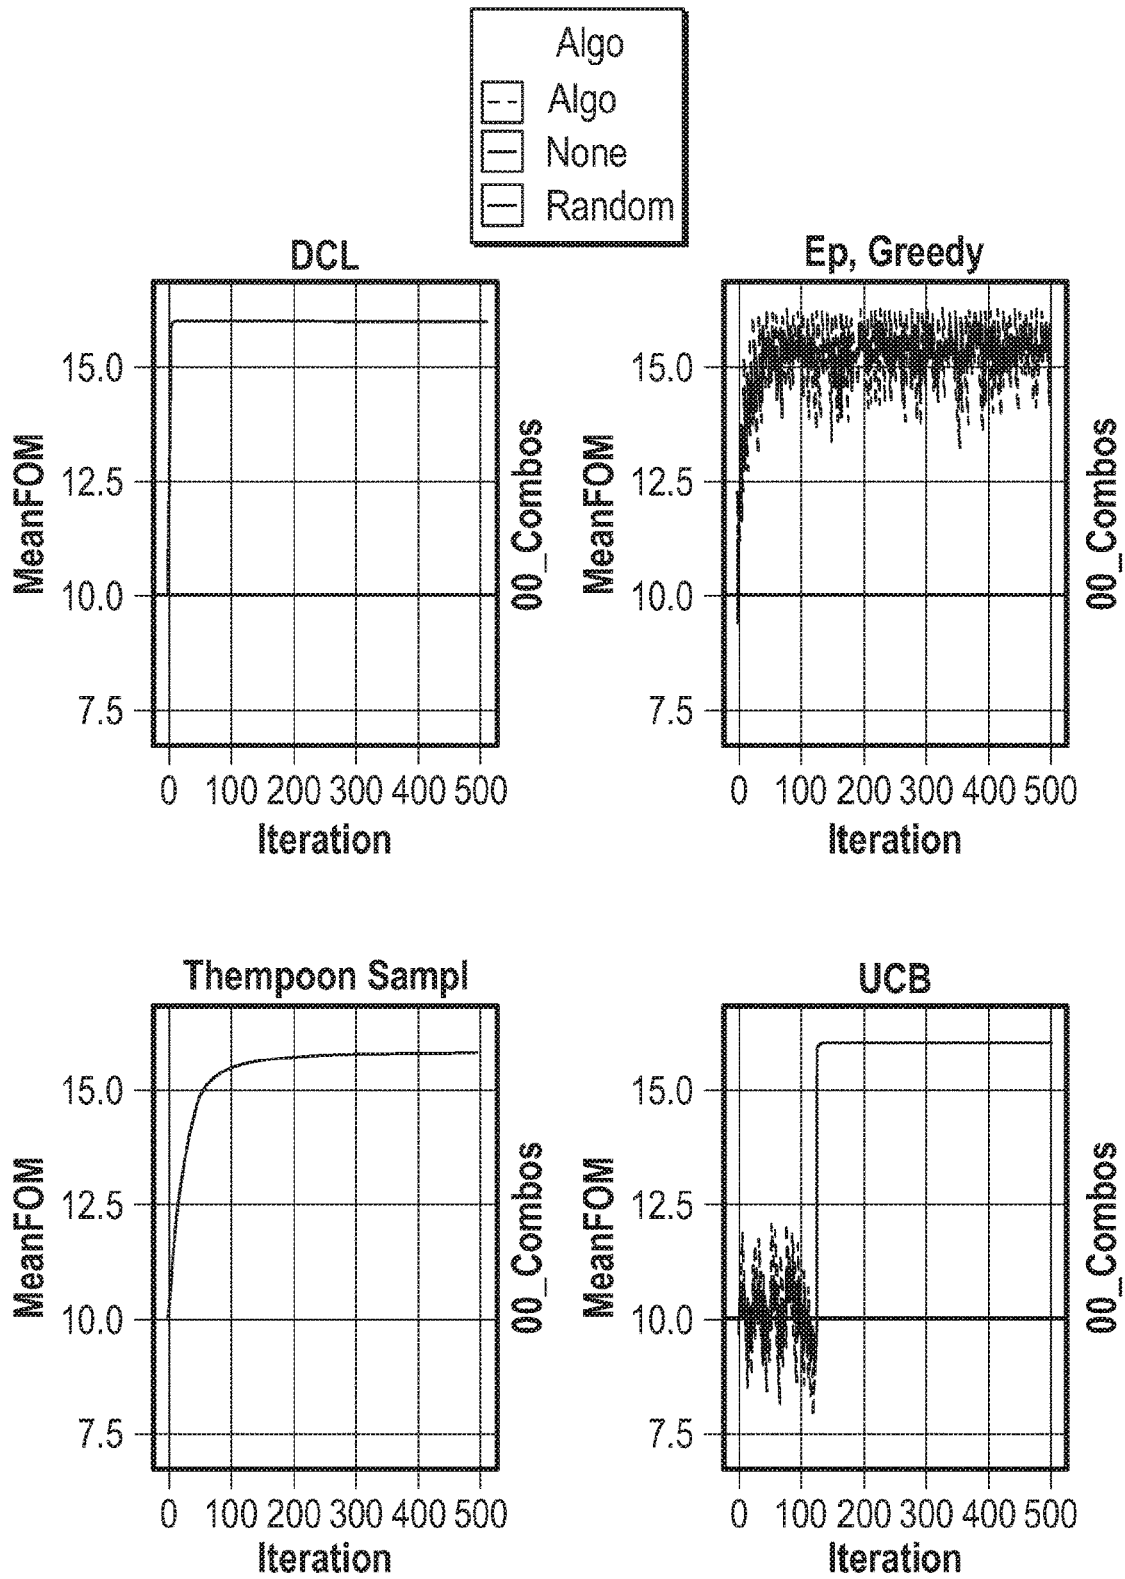 Algo
Algo
None
Random
DCL
15.0
12.5
10.0
7.5
MeanFOM
00_Combos
0 100 200 300 400 500
Iteration
Ep, Greedy
15.0
12.5
10.0
7.5
MeanFOM
00_Combos
0 100 200 300 400 500
Iteration
Thempoon Sampl
15.0
12.5
10.0
7.5
MeanFOM
00_Combos
0 100 200 300 400 500
Iteration
UCB
15.0
12.5
10.0
7.5
MeanFOM
00_Combos
0 100 200 300 400 500
Iteration